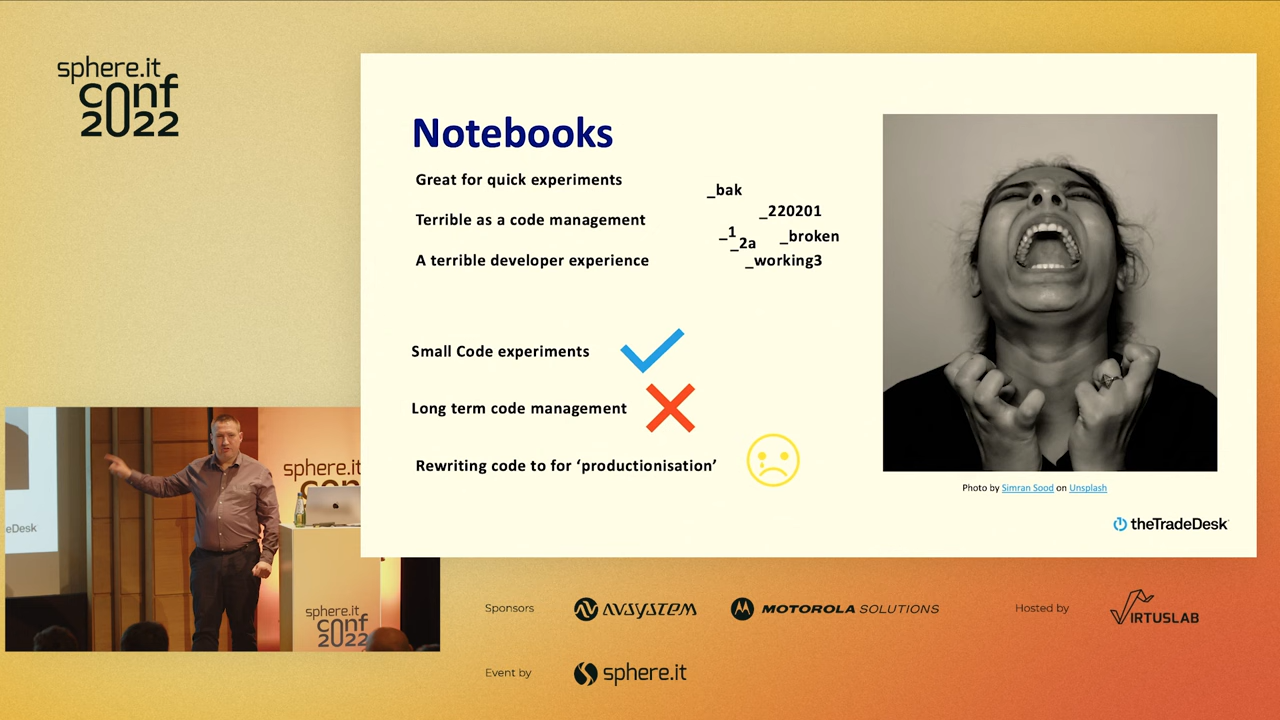 sphere.it
conf
2022
Notebooks
Great for quick experiments
Terrible as a code management
A terrible developer experience
_bak
_220201
_1
_2a
_broken
_working3
Small Code experiments
Long term code management
Rewriting code to for ‘productionisation’
Photo by Simran Sood on Unsplash
theTradeDesk
eDesk
sphere.it
conf
sphere.it
conf
2022
Sponsors
AVSYSTEM
MOTOROLA SOLUTIONS
Hosted by
VIRTUSLAB
Event by
sphere.it